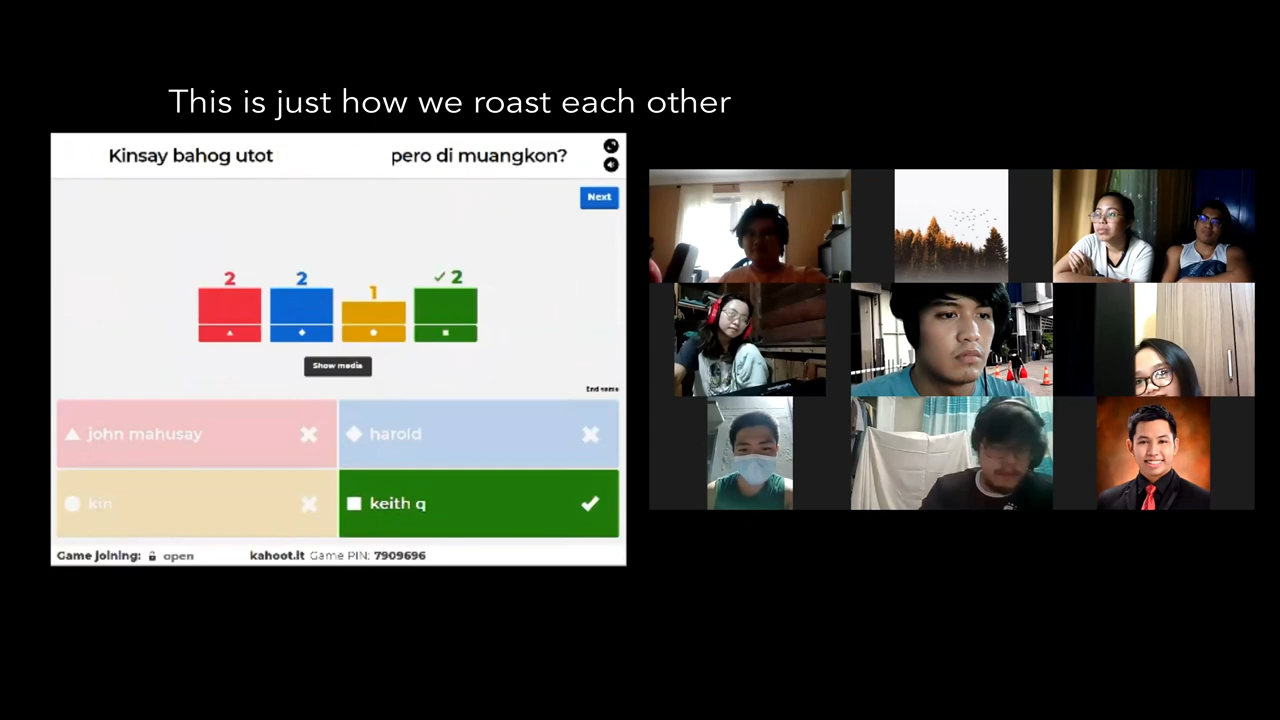 This is just how we roast each other
Kinsay bahog utot pero di muangkon?
Next
2 2 1 2
Show media
End game
john mahusay
harold
kin
keith q
Game joining: open kahoot.it Game PIN: 7909696